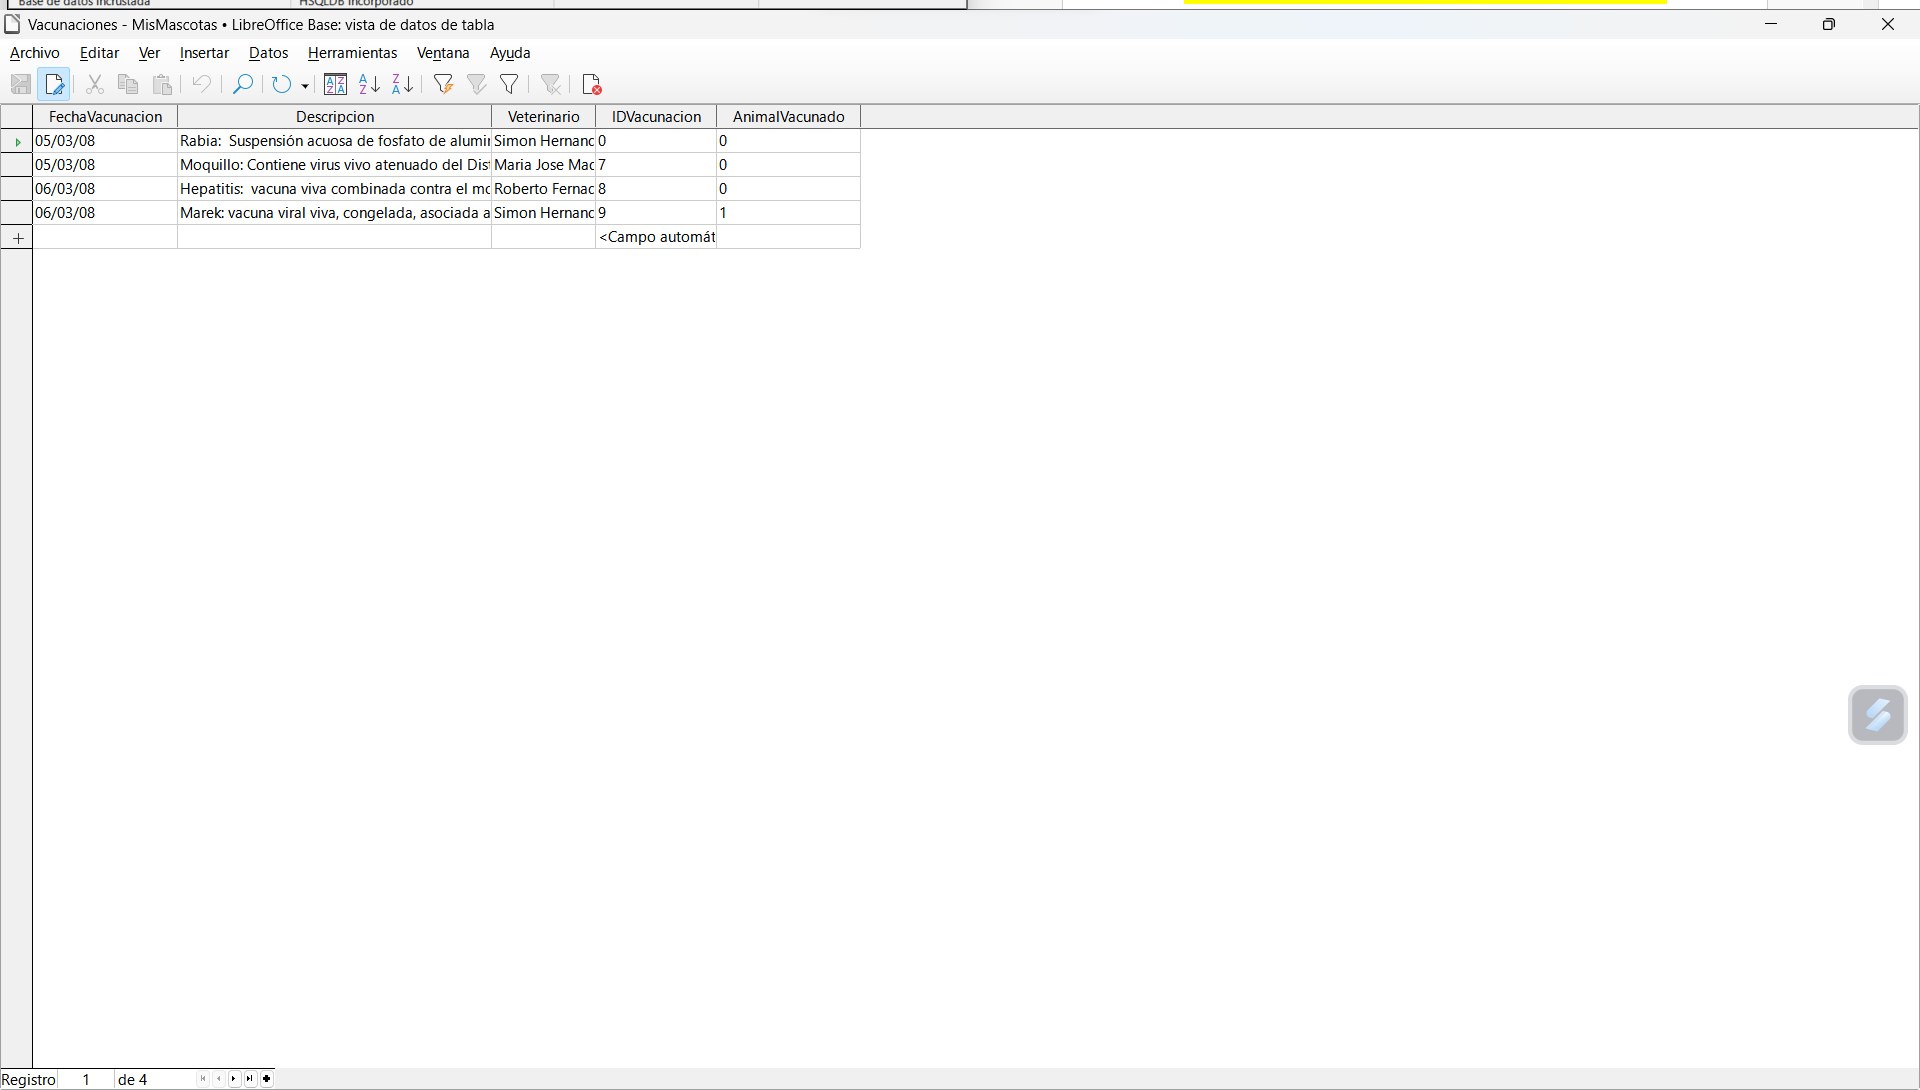 Base de datos incrustada HSQLDB incorporado
Vacunaciones - MisMascotas • LibreOffice Base: vista de datos de tabla
Archivo Editar Ver Insertar Datos Herramientas Ventana Ayuda
FechaVacunacion Descripcion Veterinario IDVacunacion AnimalVacunado
05/03/08 Rabia:  Suspensión acuosa de fosfato de alumi Simon Hernanc 0 0
05/03/08 Moquillo: Contiene virus vivo atenuado del Dis Maria Jose Mac 7 0
06/03/08 Hepatitis:  vacuna viva combinada contra el mo Roberto Fernac 8 0
06/03/08 Marek: vacuna viral viva, congelada, asociada a Simon Hernanc 9 1
<Campo automát
Registro 1 de 4